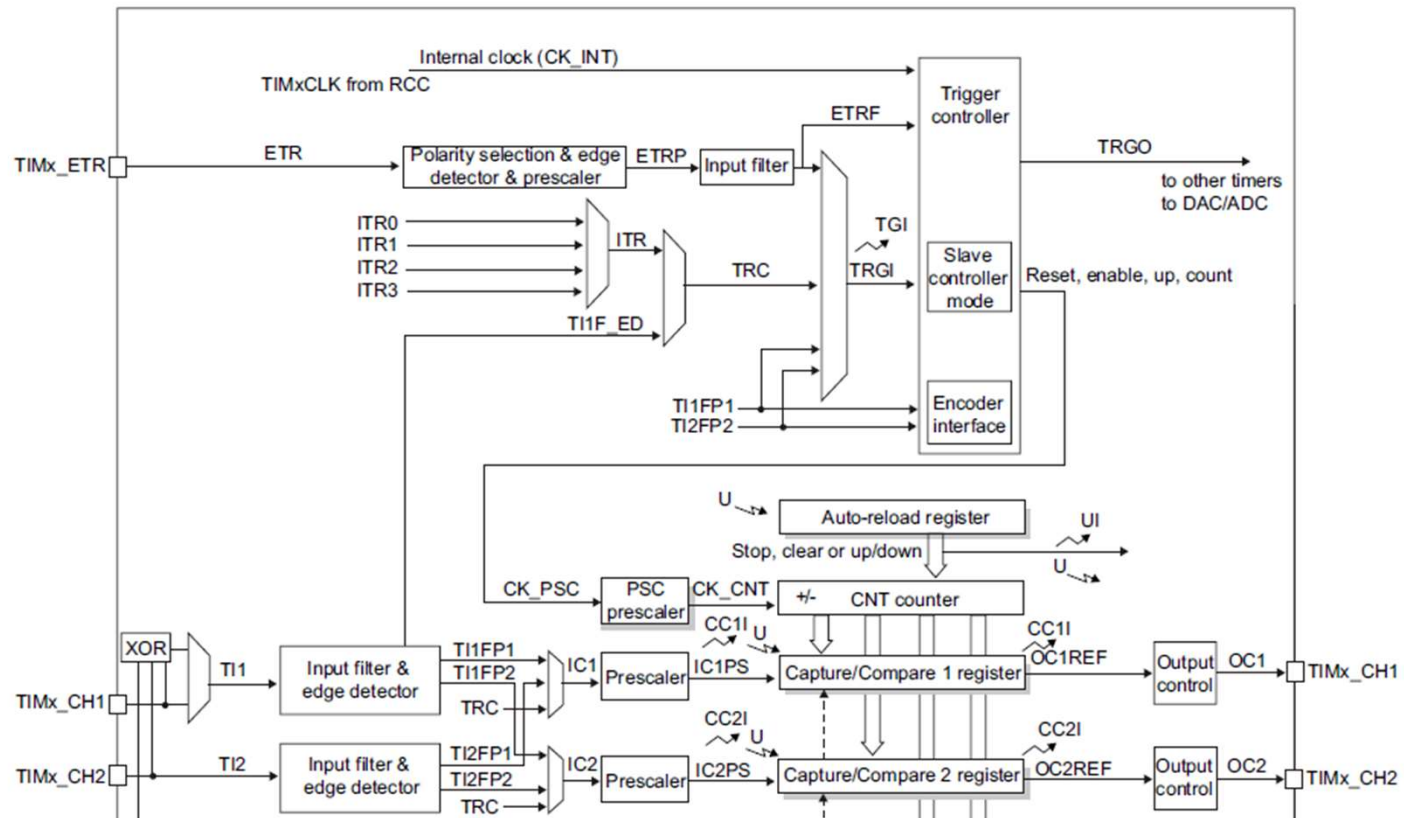 Internal clock (CK_INT)
TIMxCLK from RCC
Trigger
controller
ETRF
TIMx_ETR
ETR
Polarity selection & edge
detector & prescaler
ETRP
Input filter
TRGO
to other timers
to DAC/ADC
ITR0
ITR1
ITR2
ITR3
ITR
TRC
TGI
TRGI
Slave
controller
mode
Reset, enable, up, count
TI1F_ED
TI1FP1
TI2FP2
Encoder
interface
U
Auto-reload register
UI
Stop, clear or up/down
U
CK_PSC
PSC
prescaler
CK_CNT
+/-
CNT counter
XOR
TI1
Input filter &
edge detector
TI1FP1
TI1FP2
TRC
IC1
Prescaler
CC1I
U
IC1PS
Capture/Compare 1 register
CC1I
OC1REF
Output
control
OC1
TIMx_CH1
TIMx_CH1
TIMx_CH2
TI2
Input filter &
edge detector
TI2FP1
TI2FP2
TRC
IC2
Prescaler
CC2I
U
IC2PS
Capture/Compare 2 register
CC2I
OC2REF
Output
control
OC2
TIMx_CH2